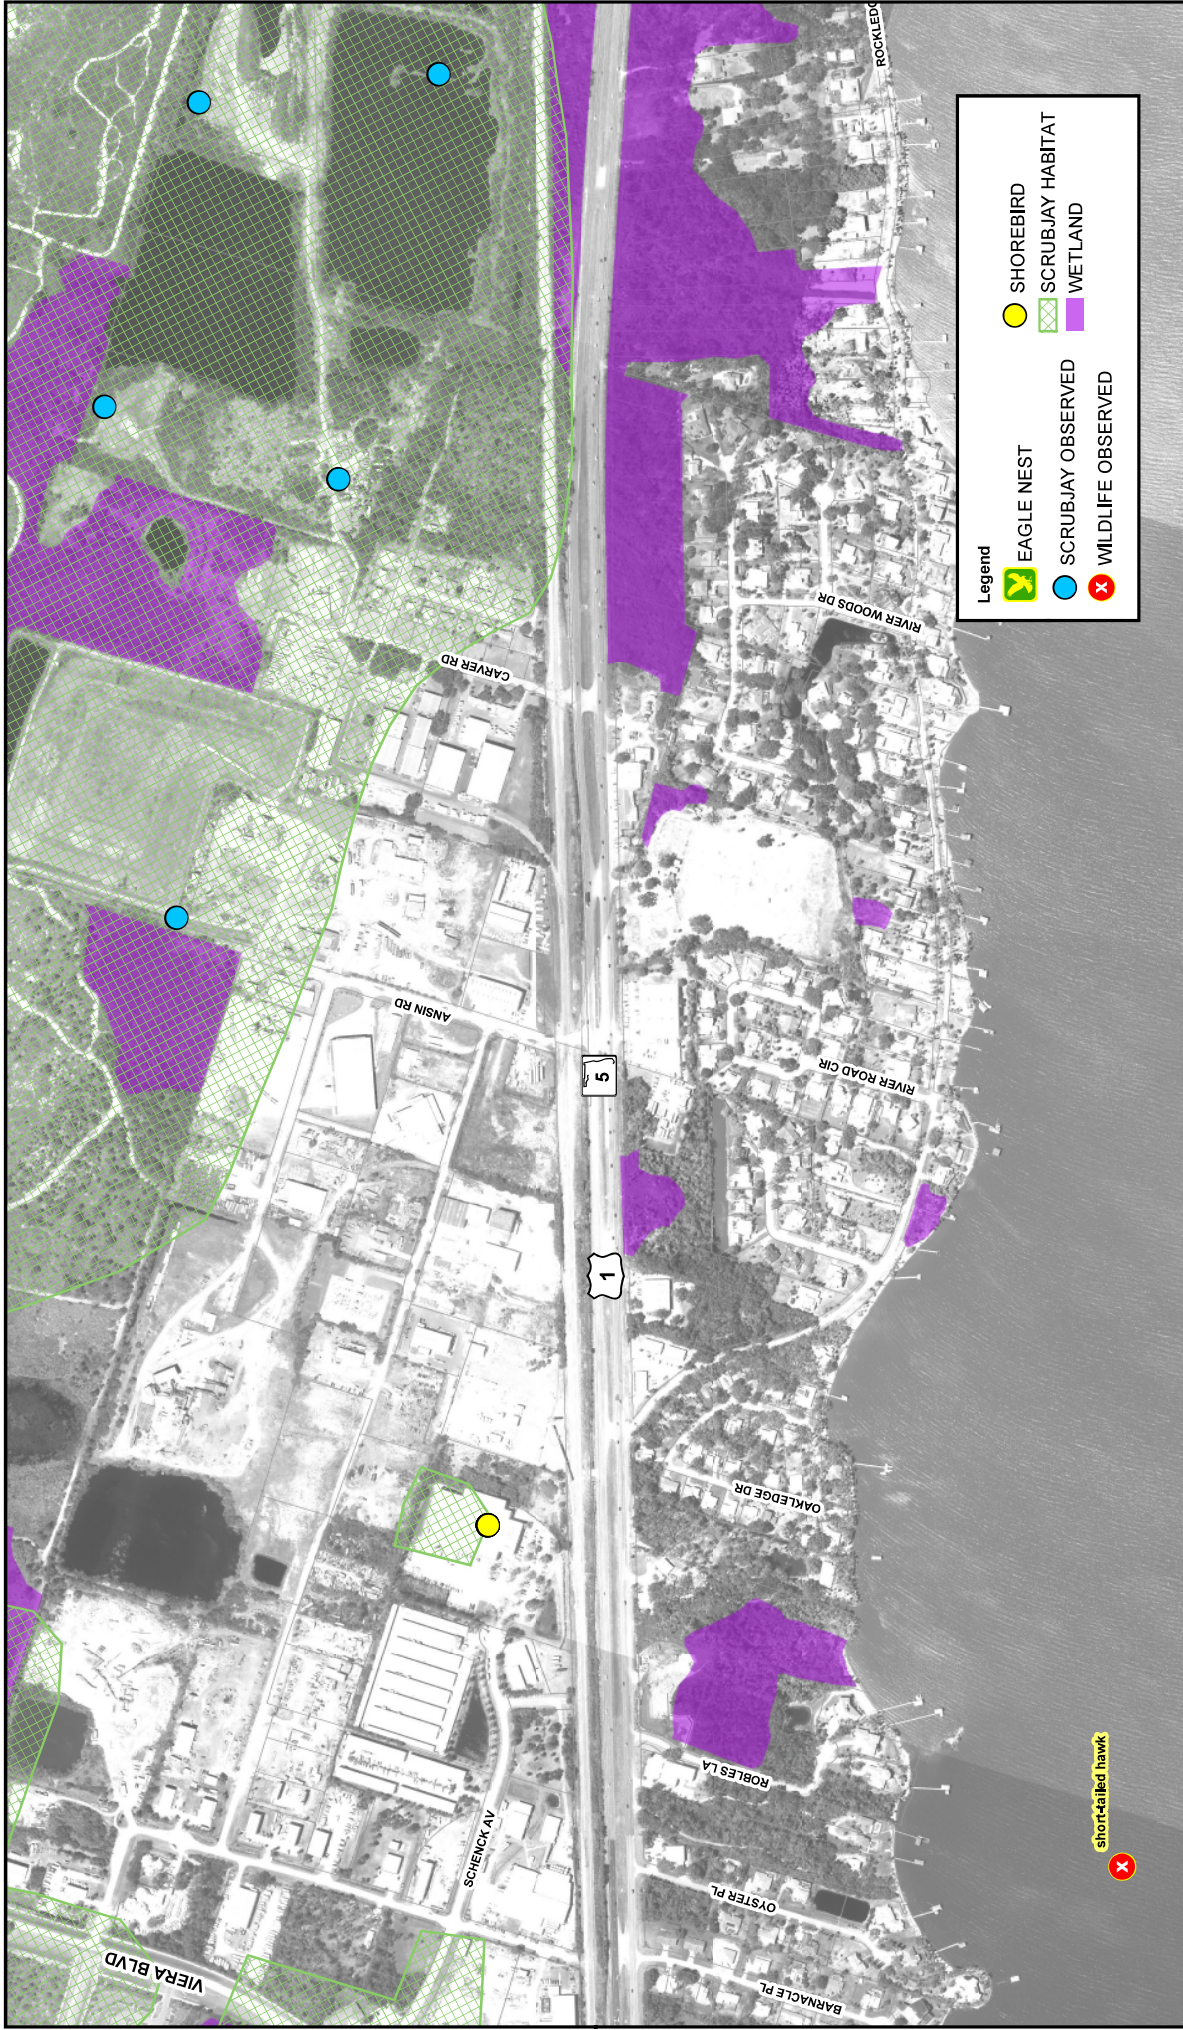 ROCKLEDG
Legend
EAGLE NEST
SCRUBJAY OBSERVED
WILDLIFE OBSERVED
SHOREBIRD
SCRUBJAY HABITAT
WETLAND
RIVER WOODS DR
CARVER RD
ANSIN RD
5
RIVER ROAD CIR
1
OAKLEDGE DR
ROBLES LA
SCHENCK AV
OYSTER PL
BARNACLE PL
VIERA BLVD
short-tailed hawk
X
X